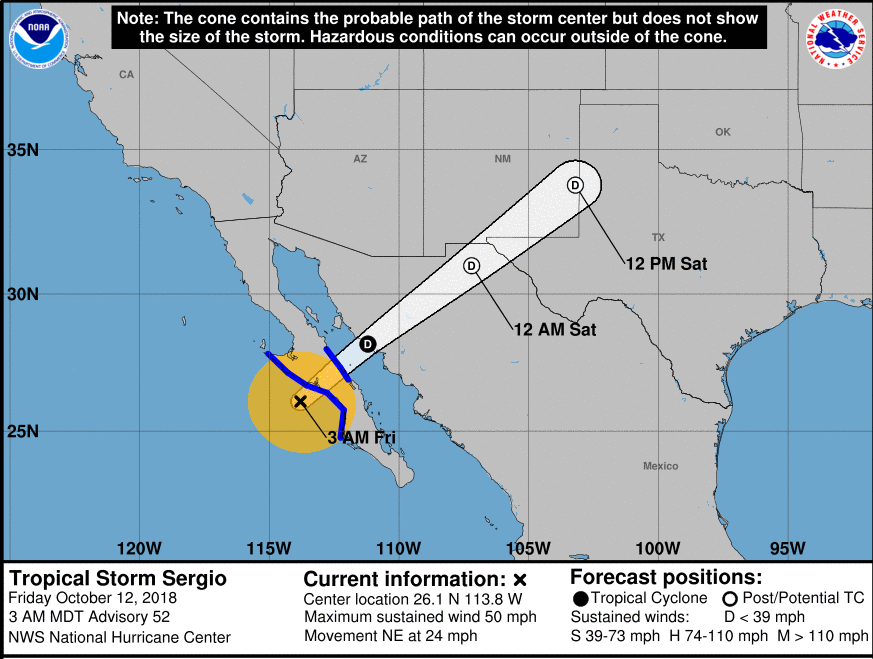 Note: The cone contains the probable path of the storm center but does not show
the size of the storm. Hazardous conditions can occur outside of the cone.
NOAA
NATIONAL WEATHER SERVICE
CA
OK
35N
AZ
NM
D
TX
12 PM Sat
D
30N
12 AM Sat
D
25N
3 AM Fri
Mexico
120W
115W
110W
105W
100W
95W
Tropical Storm Sergio
Friday October 12, 2018
3 AM MDT Advisory 52
NWS National Hurricane Center
Current information: ×
Center location 26.1 N 113.8 W
Maximum sustained wind 50 mph
Movement NE at 24 mph
Forecast positions:
● Tropical Cyclone ○ Post/Potential TC
Sustained winds: D < 39 mph
S 39-73 mph H 74-110 mph M > 110 mph